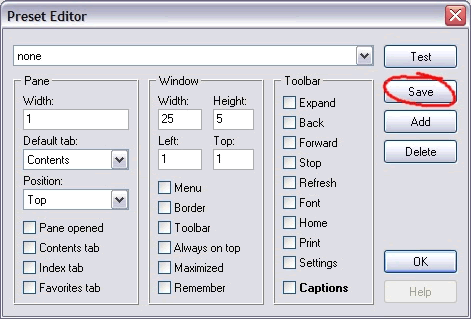 Preset Editor
none
Test
Save
Add
Delete
OK
Help
Pane
Width:
1
Default tab:
Contents
Position:
Top
Pane opened
Contents tab
Index tab
Favorites tab
Window
Width: Height:
25 5
Left: Top:
1 1
Menu
Border
Toolbar
Always on top
Maximized
Remember
Toolbar
Expand
Back
Forward
Stop
Refresh
Font
Home
Print
Settings
Captions